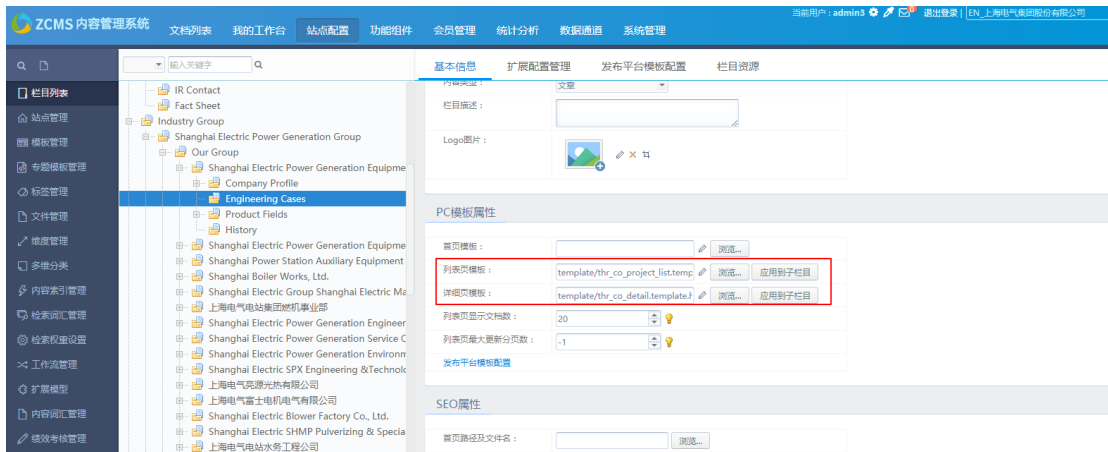 当前用户：admin3 退出登录 | EN_上海电气集团股份有限公司
ZCMS 内容管理系统 文档列表 我的工作台 站点配置 功能组件 会员管理 统计分析 数据通道 系统管理
输入关键字
基本信息 扩展配置管理 发布平台模板配置 栏目资源
栏目列表
站点管理
模板管理
专题模板管理
标签管理
文件管理
维度管理
多维分类
内容索引管理
检索词汇管理
检索权重设置
工作流管理
扩展模型
内容词汇管理
绩效考核管理
IR Contact
Fact Sheet
Industry Group
Shanghai Electric Power Generation Group
Our Group
Shanghai Electric Power Generation Equipme
Company Profile
Engineering Cases
Product Fields
History
Shanghai Electric Power Generation Equipme
Shanghai Power Station Auxiliary Equipment
Shanghai Boiler Works, Ltd.
Shanghai Electric Group Shanghai Electric Ma
上海电气电站集团燃机事业部
Shanghai Electric Power Generation Engineer
Shanghai Electric Power Generation Service C
Shanghai Electric Power Generation Environm
Shanghai Electric SPX Engineering &Technolo
上海电气亮源光热有限公司
上海电气富士电机电气有限公司
Shanghai Electric Blower Factory Co., Ltd.
Shanghai Electric SHMP Pulverizing & Specia
上海电气电站水务工程公司
内容类型： 文章
栏目描述：
Logo图片：
PC模板属性
首页模板： 浏览...
列表页模板： template/thr_co_project_list.temp 浏览... 应用到子栏目
详细页模板： template/thr_co_detail.template.h 浏览... 应用到子栏目
列表页显示文档数： 20
列表页最大更新分页数： -1
发布平台模板配置
SEO属性
首页路径及文件名： 浏览...